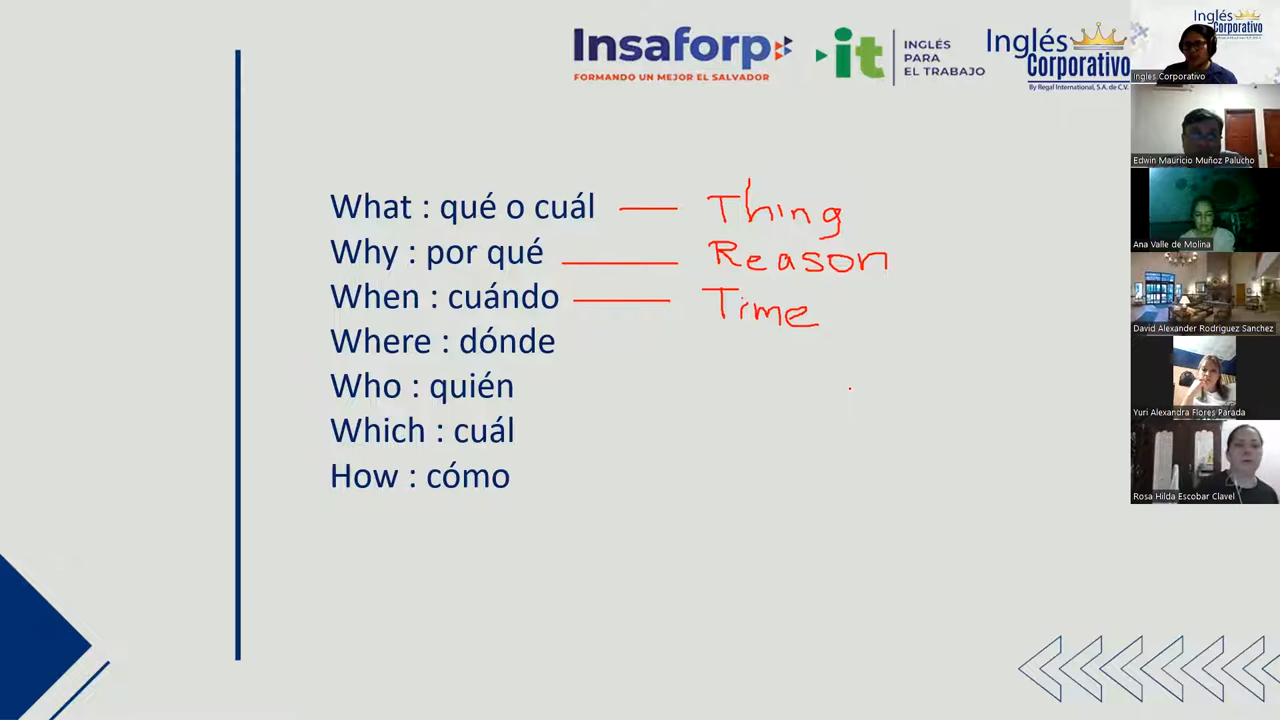 Insaforp
FORMANDO UN MEJOR EL SALVADOR
it
INGLÉS
PARA
EL TRABAJO
Inglés
Corporativo
By Regal International, S.A. de C.V.
Inglés
Corporativo
Ingles Corporativo
Edwin Mauricio Muñoz Palucho
Ana Valle de Molina
David Alexander Rodriguez Sanchez
Yuri Alexandra Flores Parada
Rosa Hilda Escobar Clavel
What : qué o cuál — Thing
Why : por qué — Reason
When : cuándo — Time
Where : dónde
Who : quién
Which : cuál
How : cómo